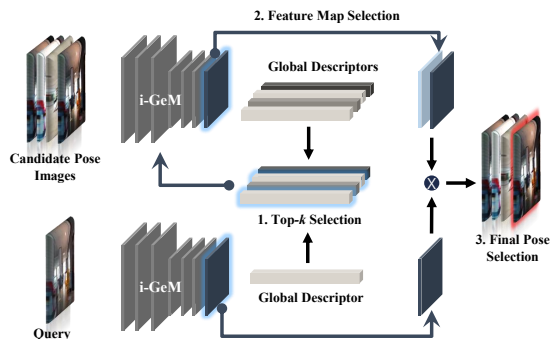 2. Feature Map Selection
Global Descriptors
i-GeM
Candidate Pose
Images
1. Top-k Selection
3. Final Pose
Selection
i-GeM
Global Descriptor
Query